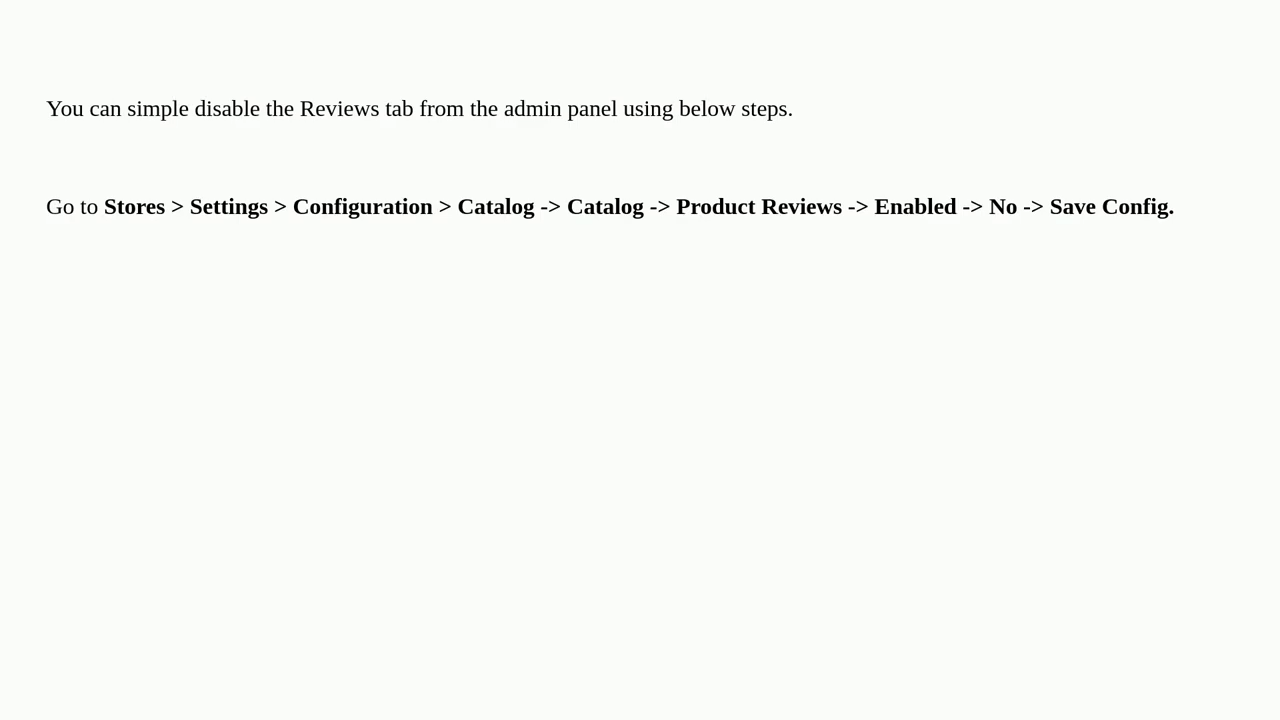 You can simple disable the Reviews tab from the admin panel using below steps.
Go to Stores > Settings > Configuration > Catalog -> Catalog -> Product Reviews -> Enabled -> No -> Save Config.